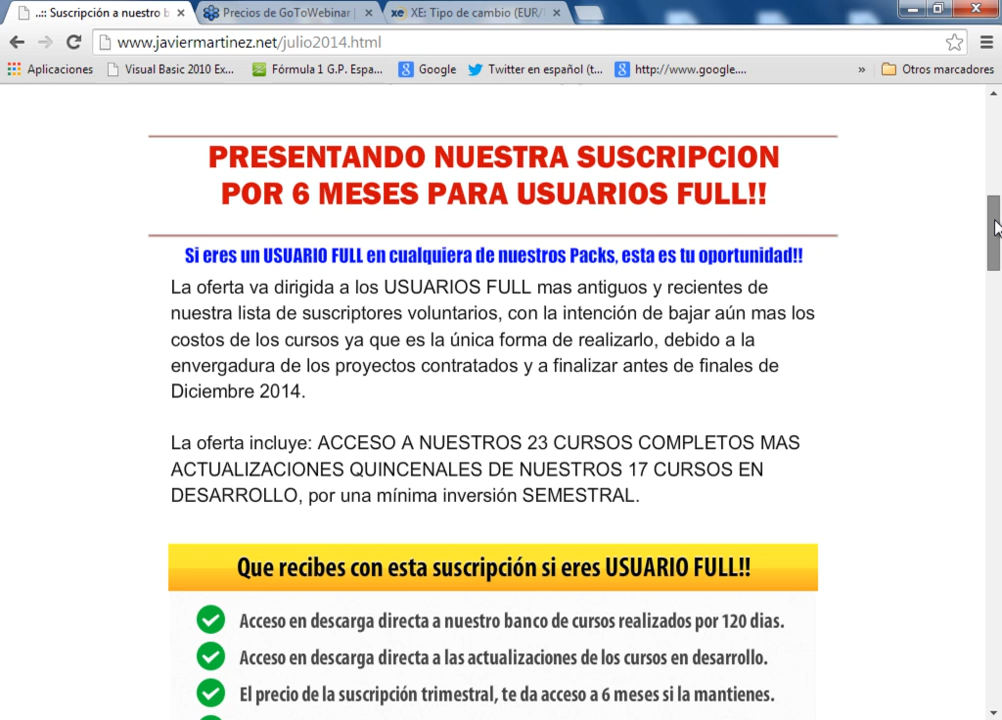 ..:: Suscripción a nuestro b
Precios de GoToWebinar |
XE: Tipo de cambio (EUR/
www.javiermartinez.net/julio2014.html
Aplicaciones
Visual Basic 2010 Ex...
Fórmula 1 G.P. Espa...
Google
Twitter en español (t...
http://www.google....
»
Otros marcadores
PRESENTANDO NUESTRA SUSCRIPCION
POR 6 MESES PARA USUARIOS FULL!!
Si eres un USUARIO FULL en cualquiera de nuestros Packs, esta es tu oportunidad!!
La oferta va dirigida a los USUARIOS FULL mas antiguos y recientes de
nuestra lista de suscriptores voluntarios, con la intención de bajar aún mas los
costos de los cursos ya que es la única forma de realizarlo, debido a la
envergadura de los proyectos contratados y a finalizar antes de finales de
Diciembre 2014.
La oferta incluye: ACCESO A NUESTROS 23 CURSOS COMPLETOS MAS
ACTUALIZACIONES QUINCENALES DE NUESTROS 17 CURSOS EN
DESARROLLO, por una mínima inversión SEMESTRAL.
Que recibes con esta suscripción si eres USUARIO FULL!!
Acceso en descarga directa a nuestro banco de cursos realizados por 120 dias.
Acceso en descarga directa a las actualizaciones de los cursos en desarrollo.
El precio de la suscripción trimestral, te da acceso a 6 meses si la mantienes.